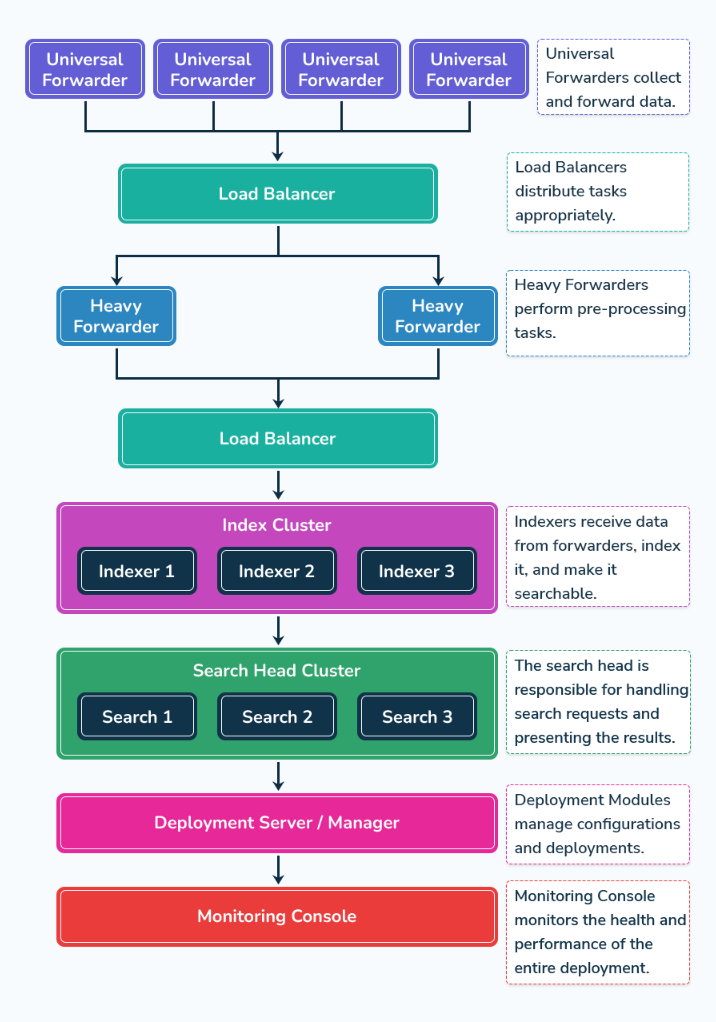 Universal
Forwarder
Universal
Forwarder
Universal
Forwarder
Universal
Forwarder
Universal
Forwarders collect
and forward data.
Load Balancer
Load Balancers
distribute tasks
appropriately.
Heavy
Forwarder
Heavy
Forwarder
Heavy Forwarders
perform pre-processing
tasks.
Load Balancer
Index Cluster
Indexer 1
Indexer 2
Indexer 3
Indexers receive data
from forwarders, index
it, and make it
searchable.
Search Head Cluster
Search 1
Search 2
Search 3
The search head is
responsible for handling
search requests and
presenting the results.
Deployment Server / Manager
Deployment Modules
manage configurations
and deployments.
Monitoring Console
Monitoring Console
monitors the health and
performance of the
entire deployment.